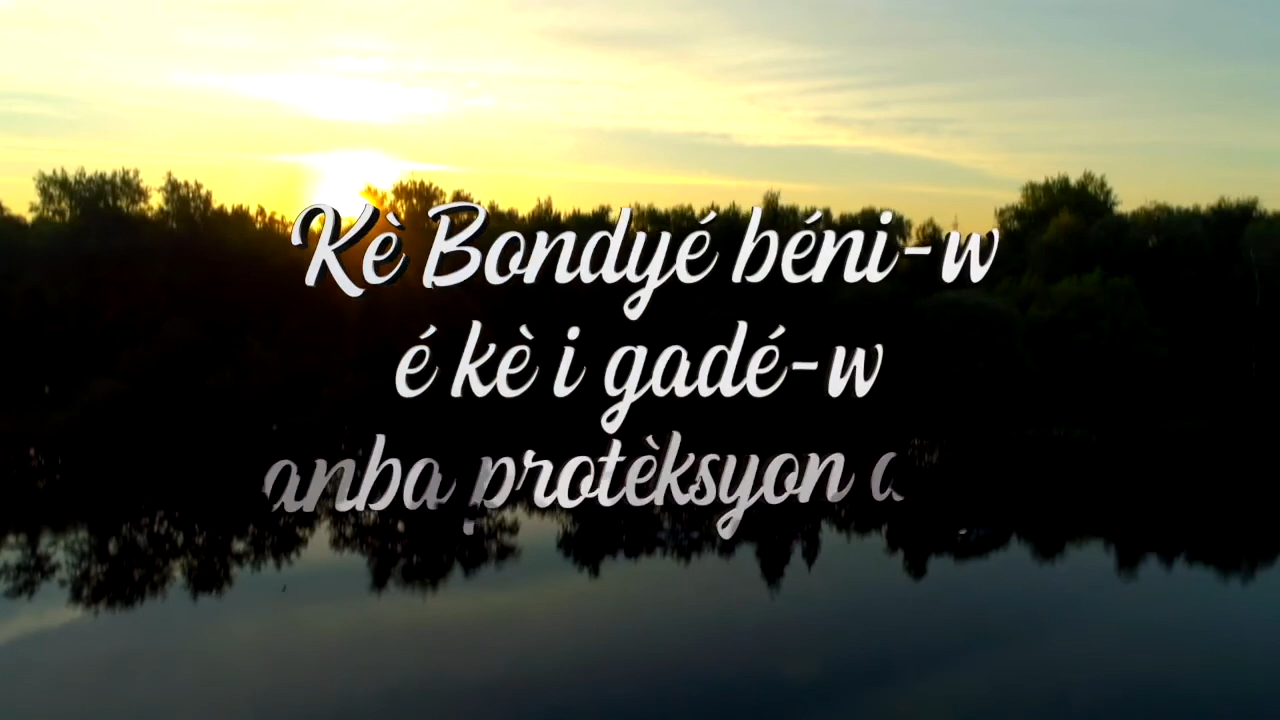 Kè Bondyé béni-w
é kè i gadé-w
anba protèksyon